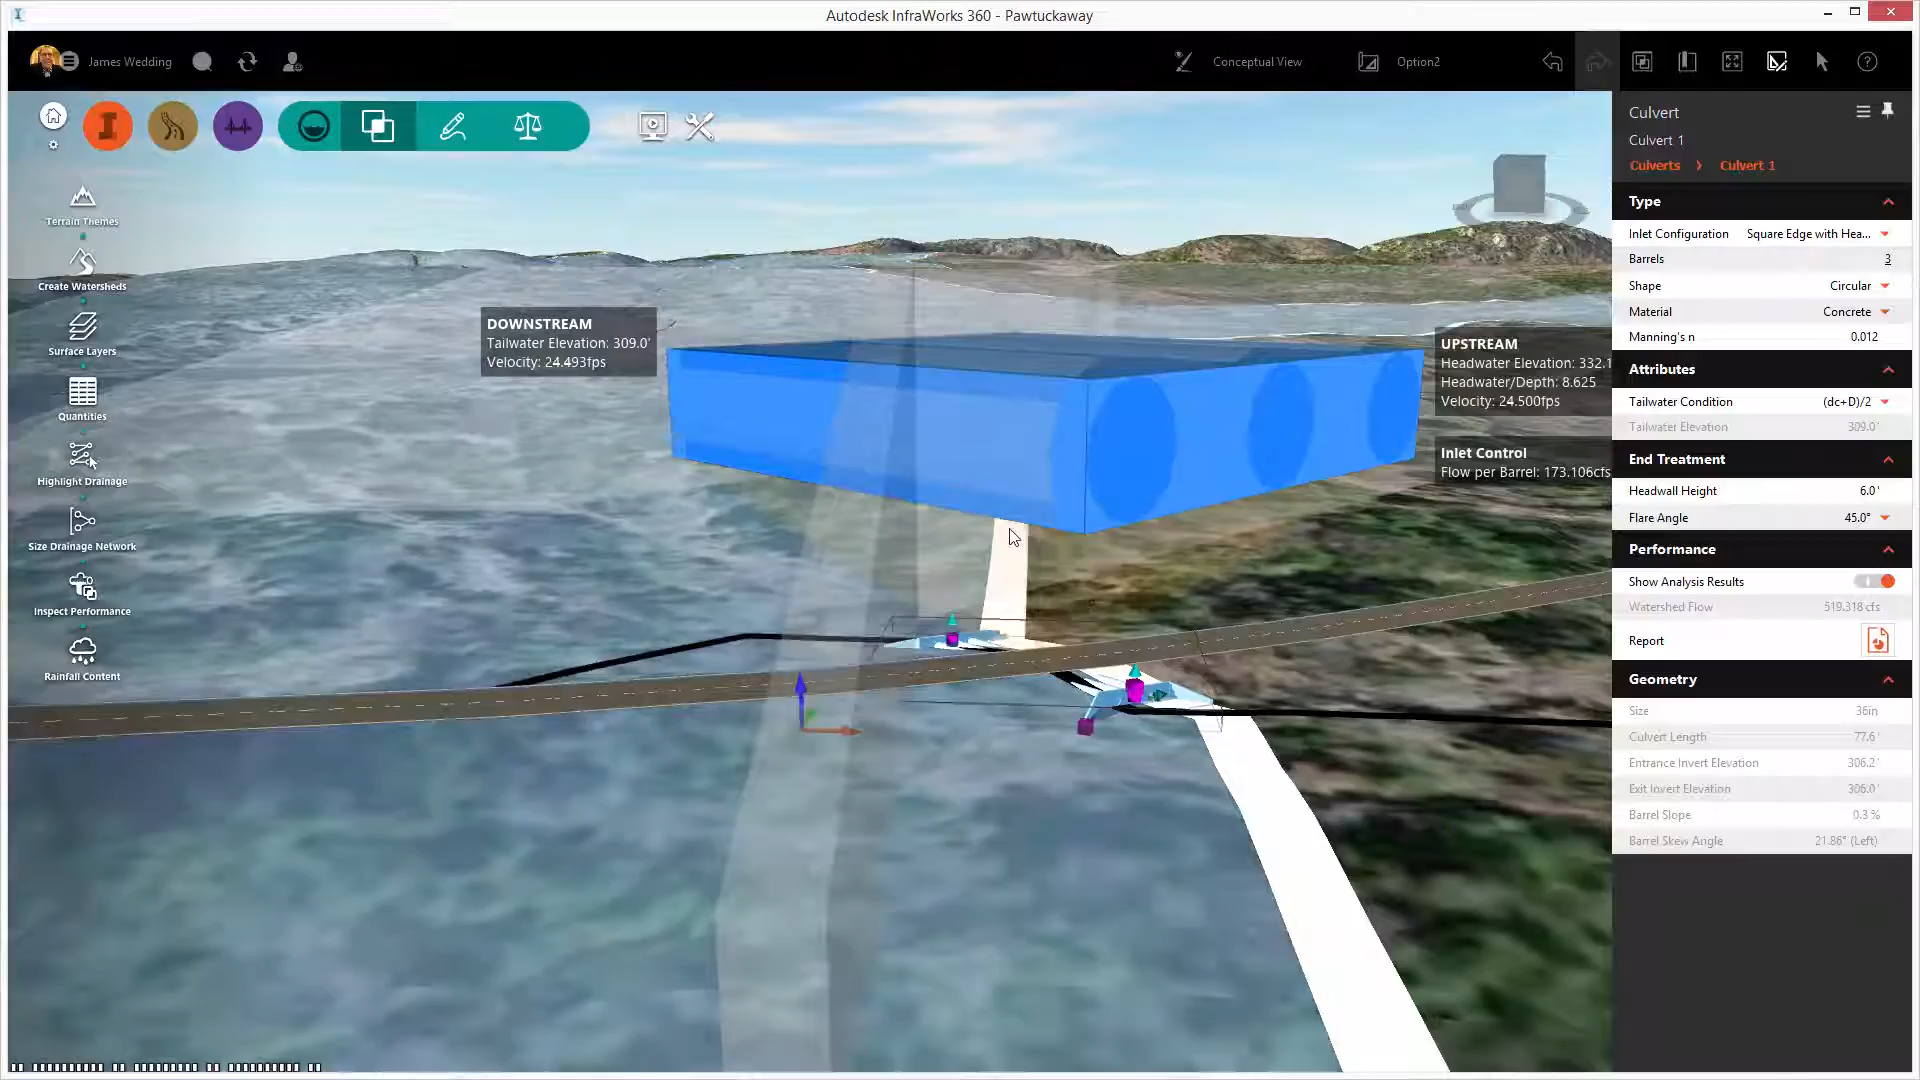 Autodesk InfraWorks 360 - Pawtuckaway
James Wedding
Conceptual View
Option2
Terrain Themes
Create Watersheds
Surface Layers
Quantities
Highlight Drainage
Size Drainage Network
Inspect Performance
Rainfall Content
DOWNSTREAM
Tailwater Elevation: 309.0'
Velocity: 24.493fps
UPSTREAM
Headwater Elevation: 332.1
Headwater/Depth: 8.625
Velocity: 24.500fps
Inlet Control
Flow per Barrel: 173.106cfs
Culvert
Culvert 1
Culverts > Culvert 1
Type
Inlet Configuration Square Edge with Hea...
Barrels 3
Shape Circular
Material Concrete
Manning's n 0.012
Attributes
Tailwater Condition (dc+D)/2
Tailwater Elevation 309.0'
End Treatment
Headwall Height 6.0'
Flare Angle 45.0°
Performance
Show Analysis Results
Watershed Flow 519.318 cfs
Report
Geometry
Size 36in
Culvert Length 77.6'
Entrance Invert Elevation 306.2'
Exit Invert Elevation 306.0'
Barrel Slope 0.3 %
Barrel Skew Angle 21.86° (Left)